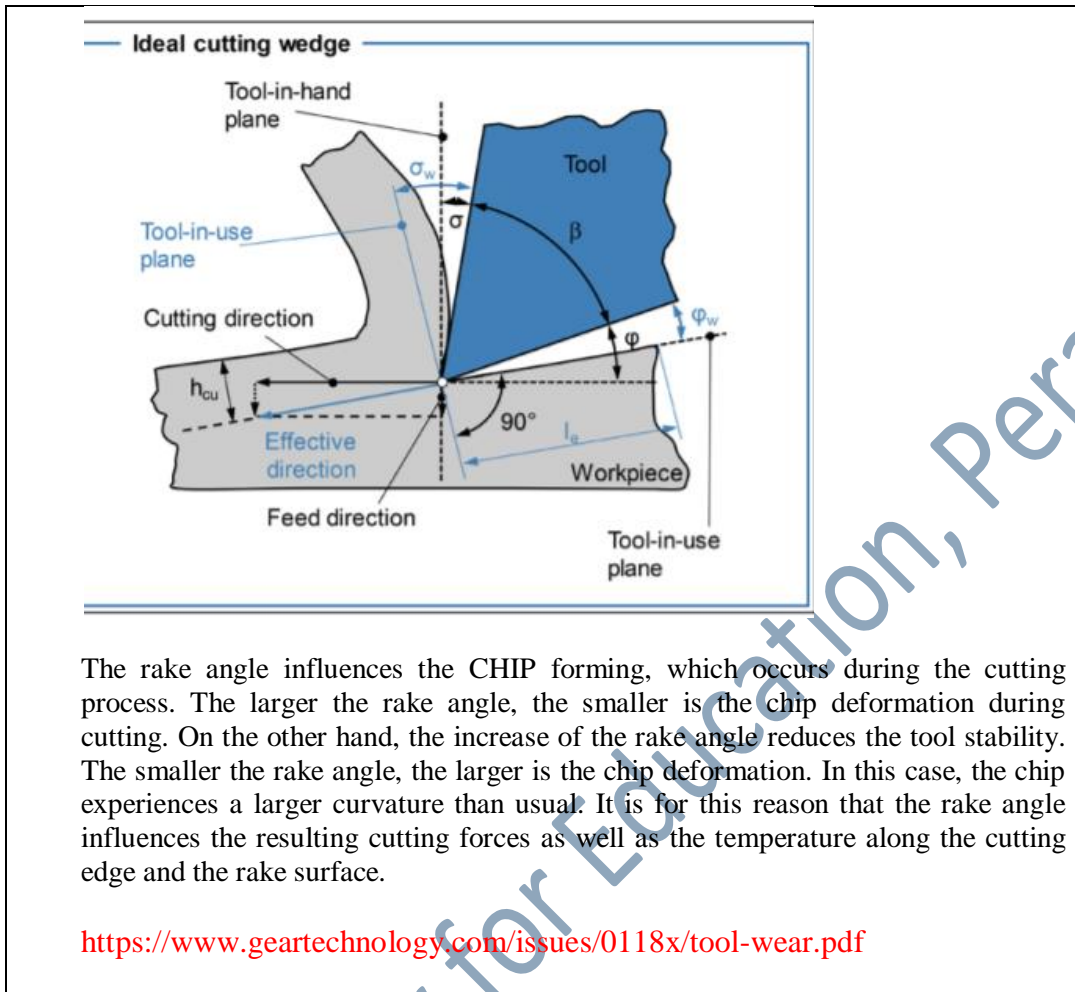 Ideal cutting wedge
Tool-in-hand
plane
Tool
σw
σ
β
Tool-in-use
plane
φw
Cutting direction
φ
hcu
90°
Effective
direction
le
Workpiece
Feed direction
Tool-in-use
plane
The rake angle influences the CHIP forming, which occurs during the cutting
process. The larger the rake angle, the smaller is the chip deformation during
cutting. On the other hand, the increase of the rake angle reduces the tool stability.
The smaller the rake angle, the larger is the chip deformation. In this case, the chip
experiences a larger curvature than usual. It is for this reason that the rake angle
influences the resulting cutting forces as well as the temperature along the cutting
edge and the rake surface.
https://www.geartechnology.com/issues/0118x/tool-wear.pdf
for Education, Pera